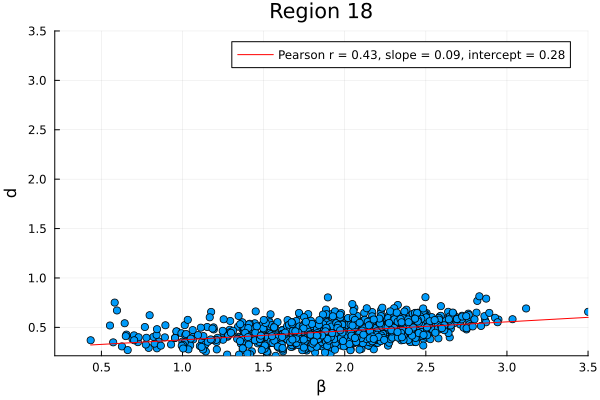 Region 18
Pearson r = 0.43, slope = 0.09, intercept = 0.28
3.5
3.0
2.5
2.0
1.5
1.0
0.5
d
0.5 1.0 1.5 2.0 2.5 3.0 3.5
β